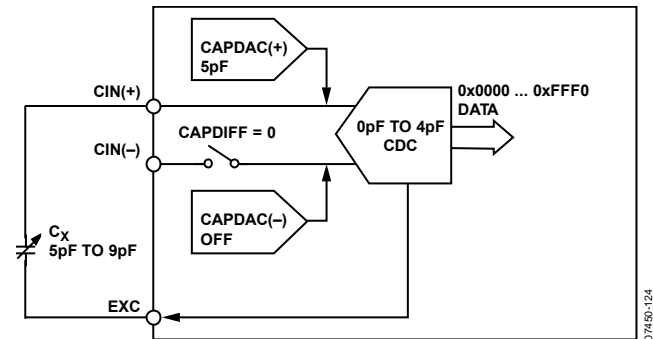 CAPDAC(+)
5pF
CIN(+)
0x0000 ... 0xFFF0
DATA
0pF TO 4pF
CDC
CAPDIFF = 0
CIN(–)
CAPDAC(–)
OFF
CX
5pF TO 9pF
EXC
07450-124